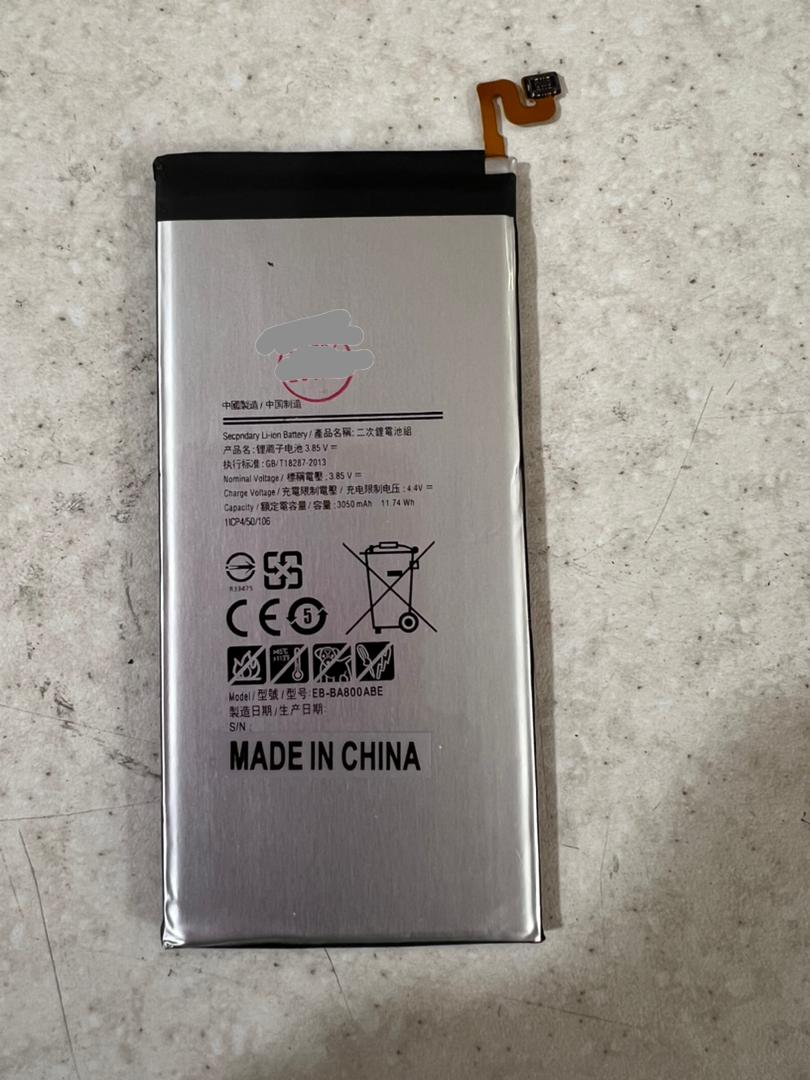 中國製造 / 中国制造
Secpndary Li-ion Battery / 產品名稱: 二次鋰電池組
产品名: 锂离子电池 3.85 V ⎓
执行标准 : GB/T18287-2013
Nominal Voltage / 標稱電壓 : 3.85 V ⎓
Charge Voltage / 充電限制電壓 / 充电限制电压 : 4.4V ⎓
Capacity / 額定電容量 / 容量 : 3050 mAh 11.74 Wh
1ICP4/50/106
R33475
CE 5
Model / 型號 / 型号: EB-BA800ABE
製造日期 / 生产日期:
S/N :
MADE IN CHINA